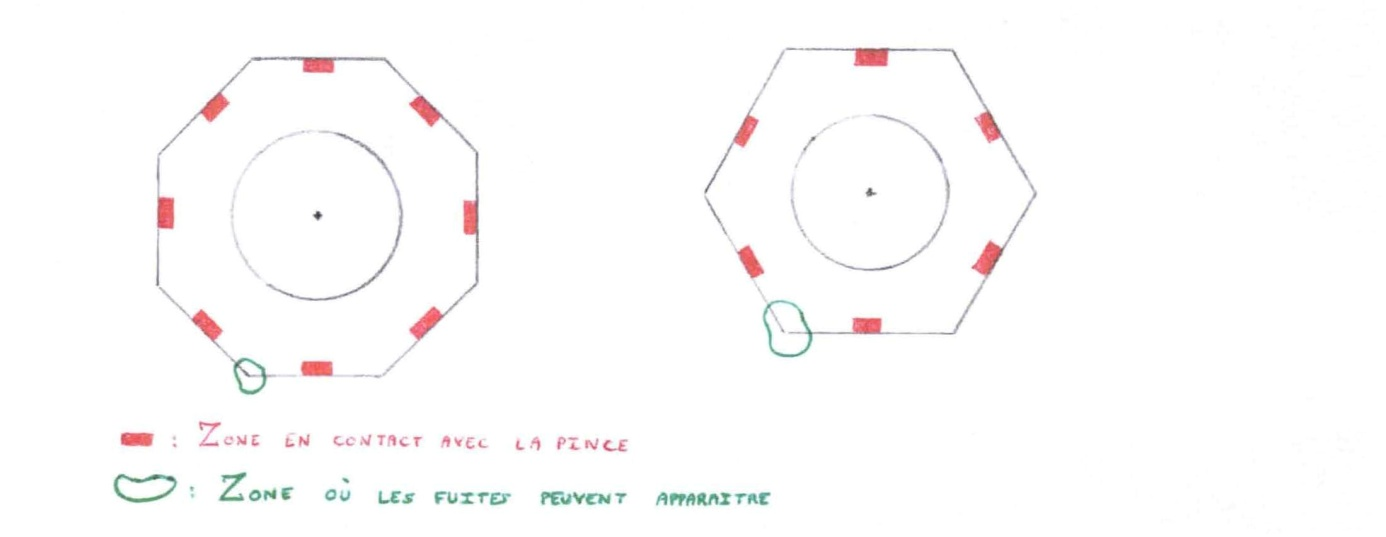 : ZONE EN CONTACT AVEC LA PINCE
: ZONE OÙ LES FUITES PEUVENT APPARAITRE